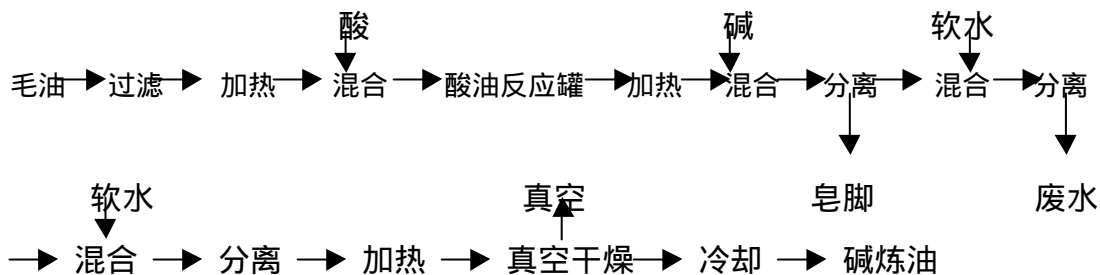 酸 碱 软水
毛油 过滤 加热 混合 酸油反应罐 加热 混合 分离 混合 分离
软水 真空 皂脚 废水
混合 分离 加热 真空干燥 冷却 碱炼油